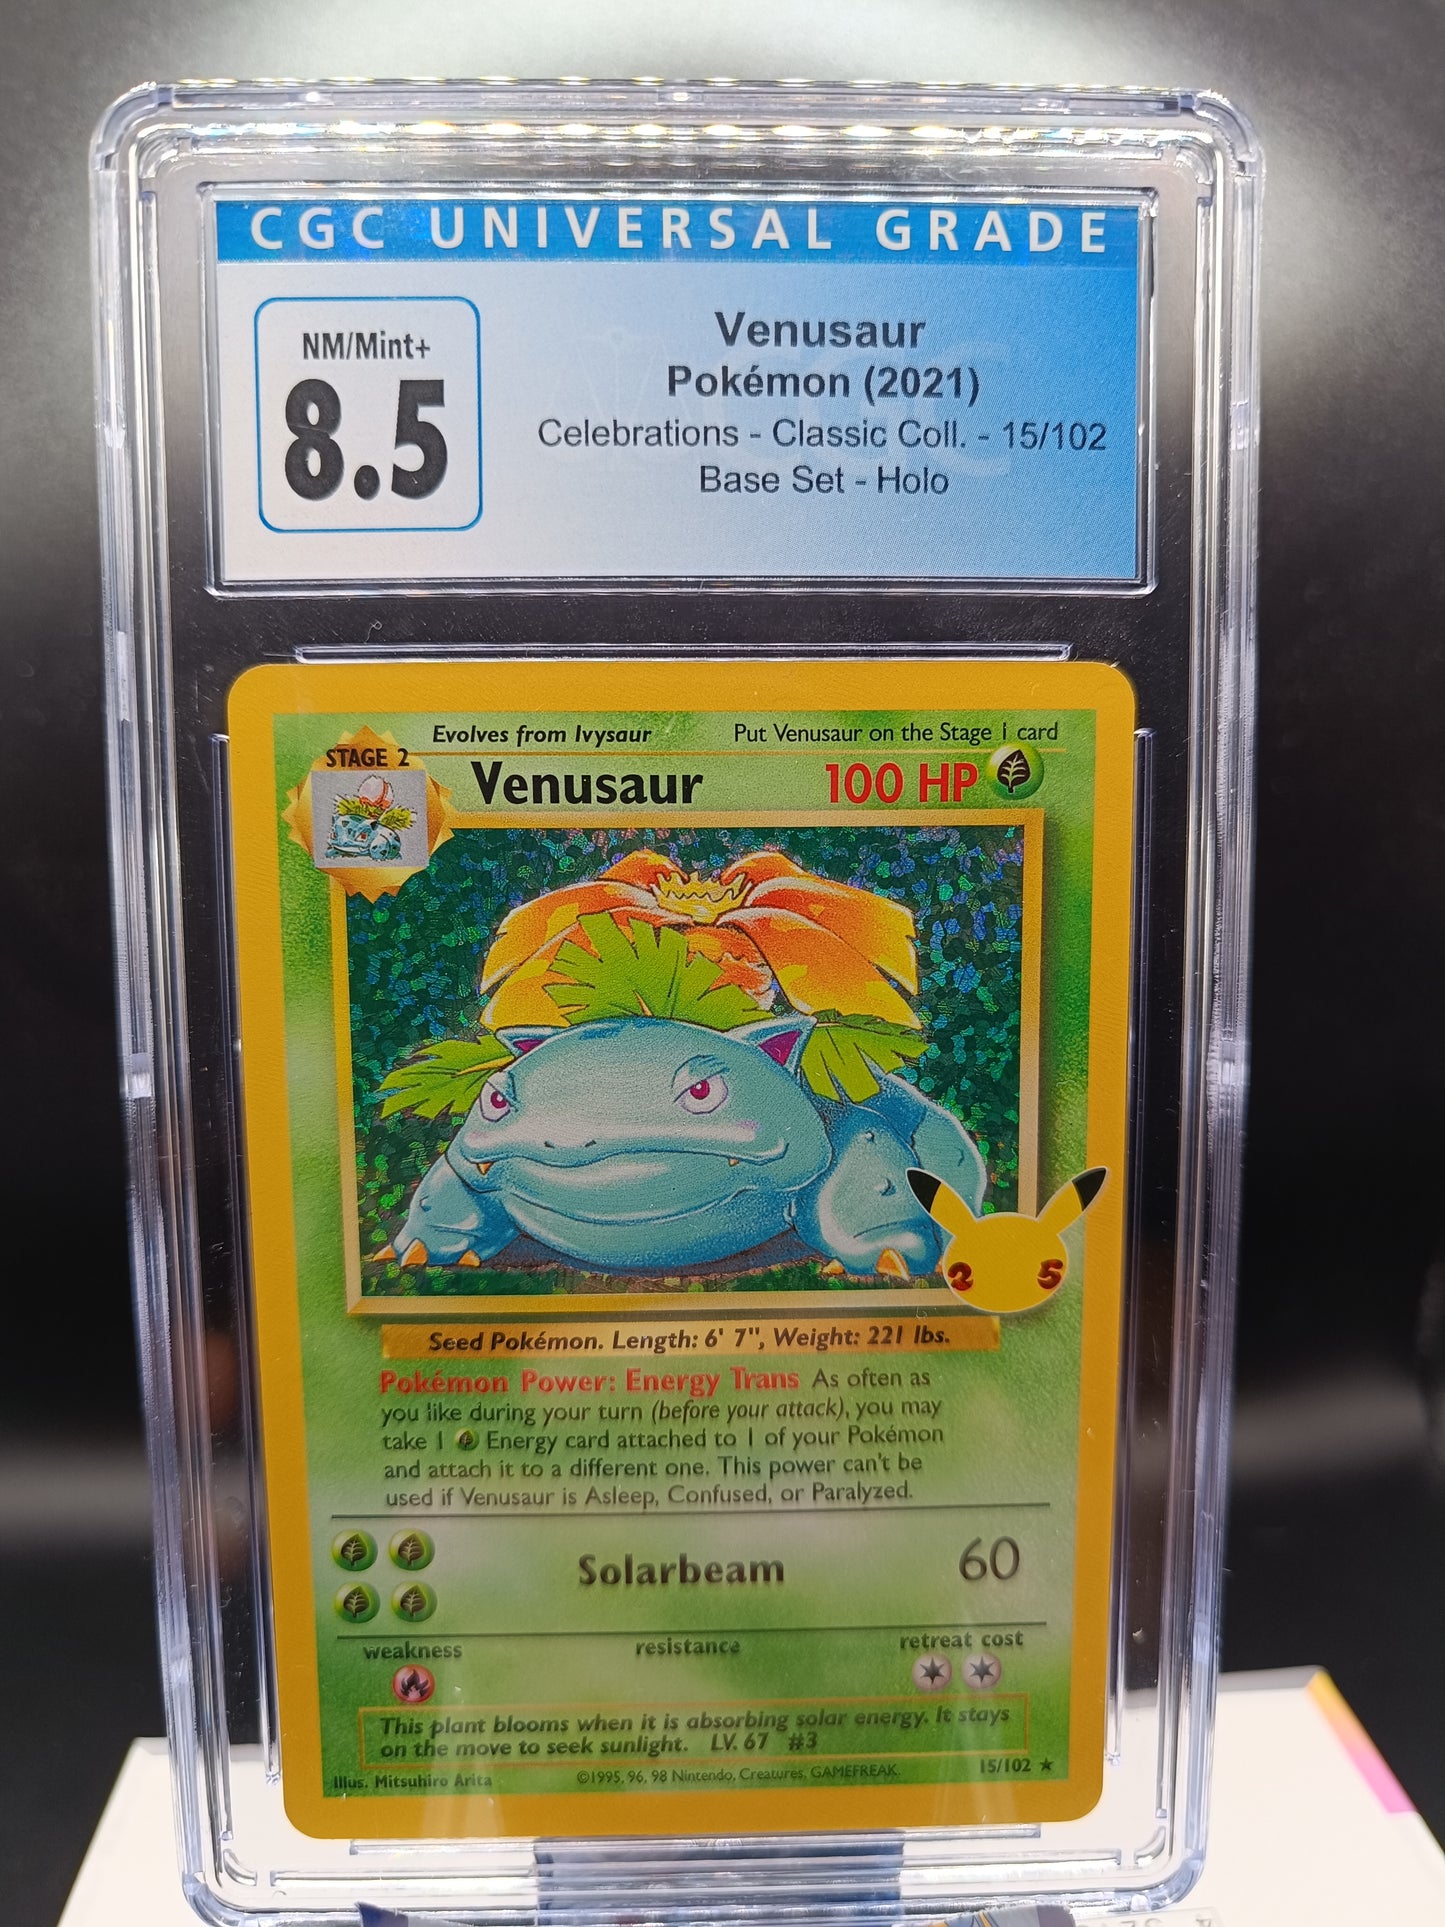 CGC UNIVERSAL GRADE
NM/Mint+
8.5
Venusaur
Pokémon (2021)
Celebrations - Classic Coll. - 15/102
Base Set - Holo
Evolves from Ivysaur
Put Venusaur on the Stage 1 card
STAGE 2
Venusaur
100 HP
2 5
Seed Pokémon. Length: 6' 7", Weight: 221 lbs.
Pokémon Power: Energy Trans As often as
you like during your turn (before your attack), you may
take 1 Energy card attached to 1 of your Pokémon
and attach it to a different one. This power can't be
used if Venusaur is Asleep, Confused, or Paralyzed.
Solarbeam
60
weakness
resistance
retreat cost
This plant blooms when it is absorbing solar energy. It stays
on the move to seek sunlight. LV. 67 #3
Illus. Mitsuhiro Arita
©1995, 96, 98 Nintendo, Creatures, GAMEFREAK.
15/102 ★